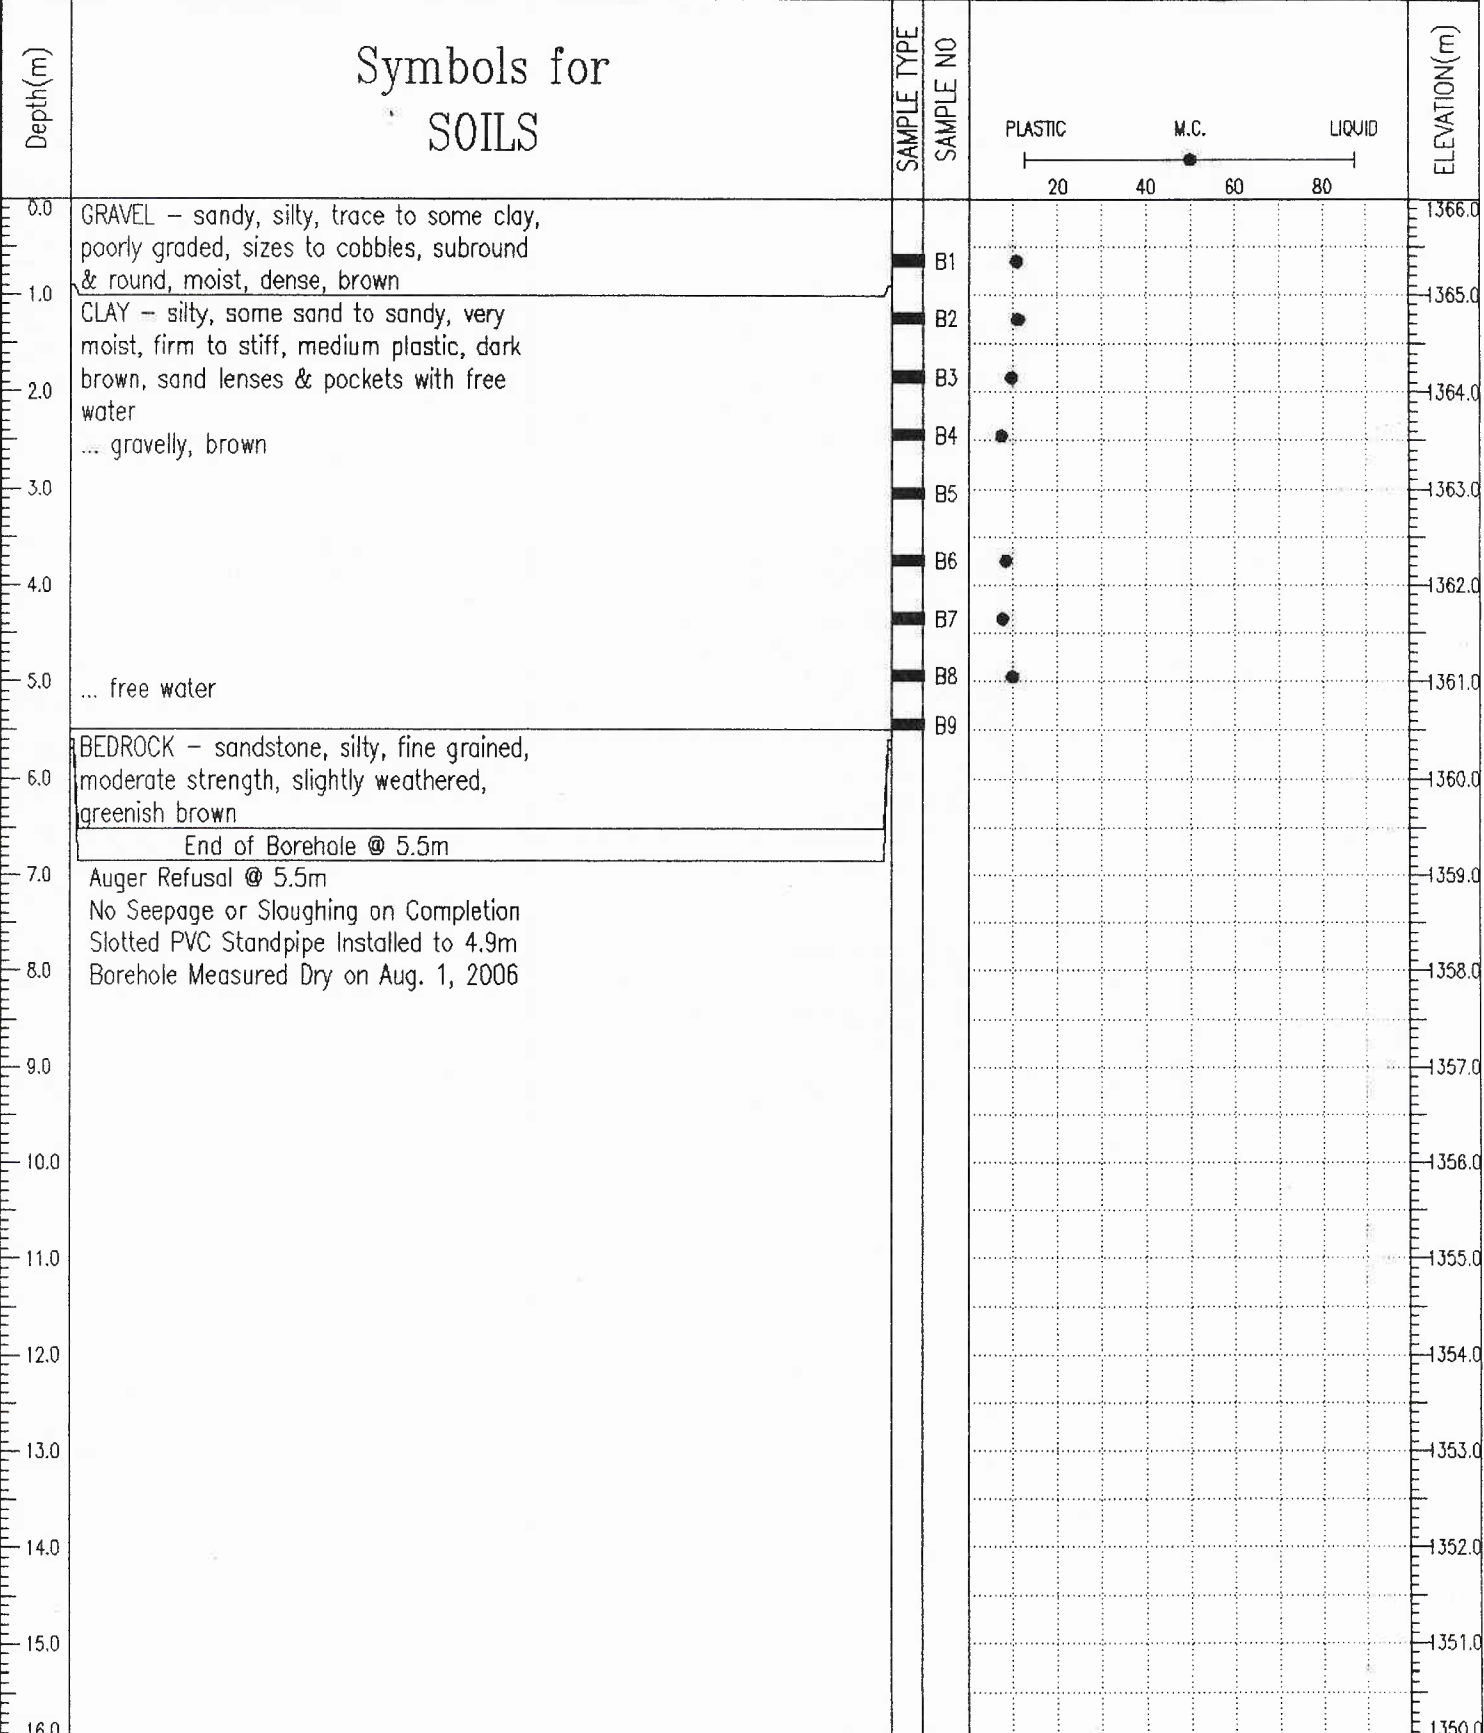 Depth(m)
Symbols for
SOILS
SAMPLE TYPE
SAMPLE NO
PLASTIC M.C. LIQUID
20 40 60 80
ELEVATION(m)
0.0
GRAVEL – sandy, silty, trace to some clay,
poorly graded, sizes to cobbles, subround
& round, moist, dense, brown
B1
1366.0
1.0
CLAY – silty, some sand to sandy, very
moist, firm to stiff, medium plastic, dark
brown, sand lenses & pockets with free
water
B2
1365.0
B3
2.0
1364.0
... gravelly, brown
B4
3.0
B5
1363.0
B6
4.0
1362.0
B7
5.0
... free water
B8
1361.0
B9
BEDROCK – sandstone, silty, fine grained,
moderate strength, slightly weathered,
greenish brown
6.0
1360.0
End of Borehole @ 5.5m
7.0
Auger Refusal @ 5.5m
1359.0
No Seepage or Sloughing on Completion
Slotted PVC Standpipe Installed to 4.9m
Borehole Measured Dry on Aug. 1, 2006
8.0
1358.0
9.0
1357.0
10.0
1356.0
11.0
1355.0
12.0
1354.0
13.0
1353.0
14.0
1352.0
15.0
1351.0
16.0
1350.0